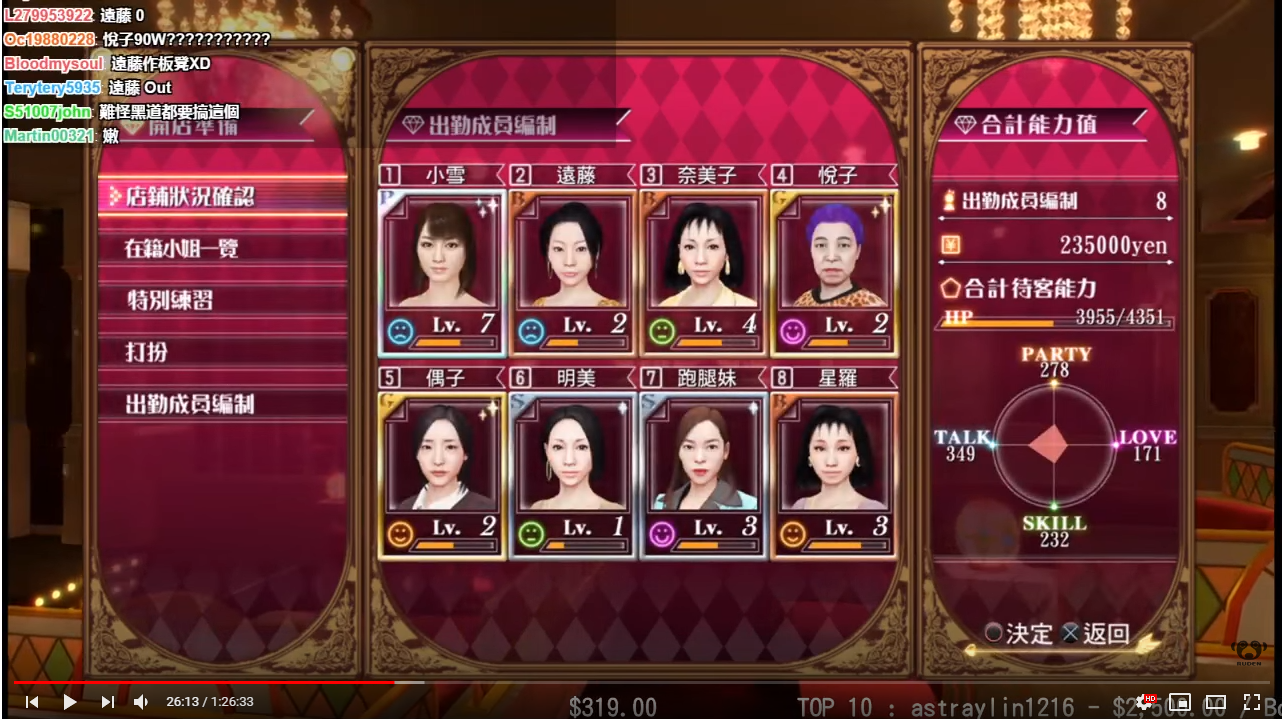 L279953922: 遠藤 0
Oc19880228: 悅子90W???????????
Bloodmysoul: 遠藤作板凳XD
Terytery5935: 遠藤 Out
S51007john: 難怪黑道都要搞這個
Martin00321: 嫩
開店準備
店鋪狀況確認
在籍小姐一覽
特別練習
打扮
出勤成員編制
出勤成員編制
1 小雪 2 遠藤 3 奈美子 4 悅子
P B B G
Lv. 7 Lv. 2 Lv. 4 Lv. 2
5 偶子 6 明美 7 跑腿妹 8 星羅
G S S B
Lv. 2 Lv. 1 Lv. 3 Lv. 3
合計能力值
出勤成員編制 8
235000yen
合計待客能力
HP 3955/4351
PARTY
278
TALK
349
LOVE
171
SKILL
232
決定 返回
26:13 / 1:26:33
$319.00
TOP 10 : astraylin1216 - $2,500.00 / Bo
HD